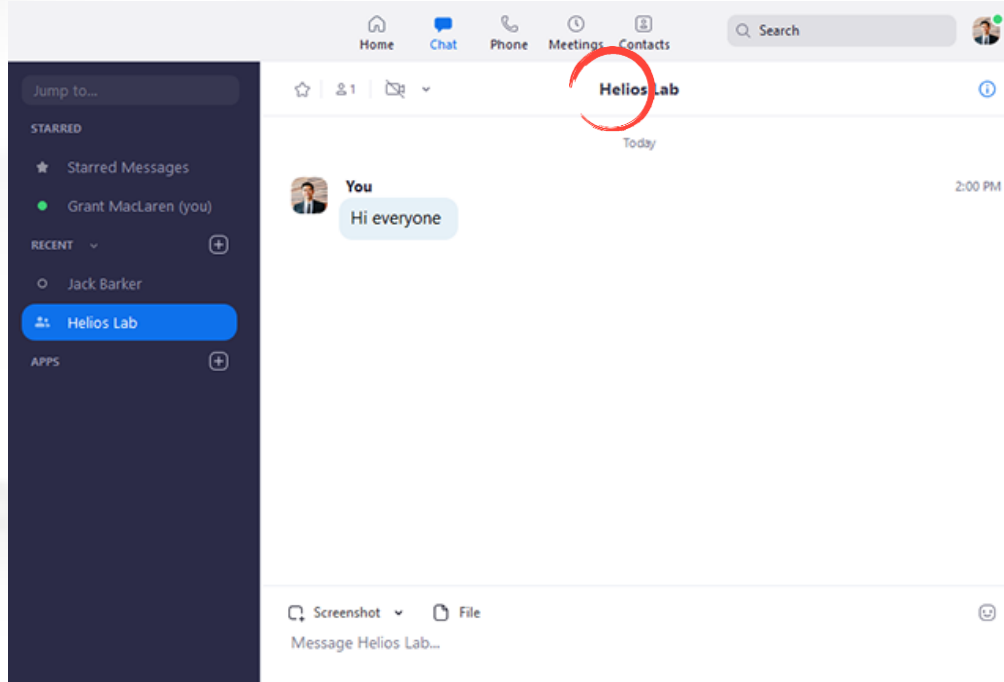 Home Chat Phone Meetings Contacts Search
Jump to...
STARRED
Starred Messages
Grant MacLaren (you)
RECENT
Jack Barker
Helios Lab
APPS
1
Helios Lab
Today
You 2:00 PM
Hi everyone
Screenshot File
Message Helios Lab...